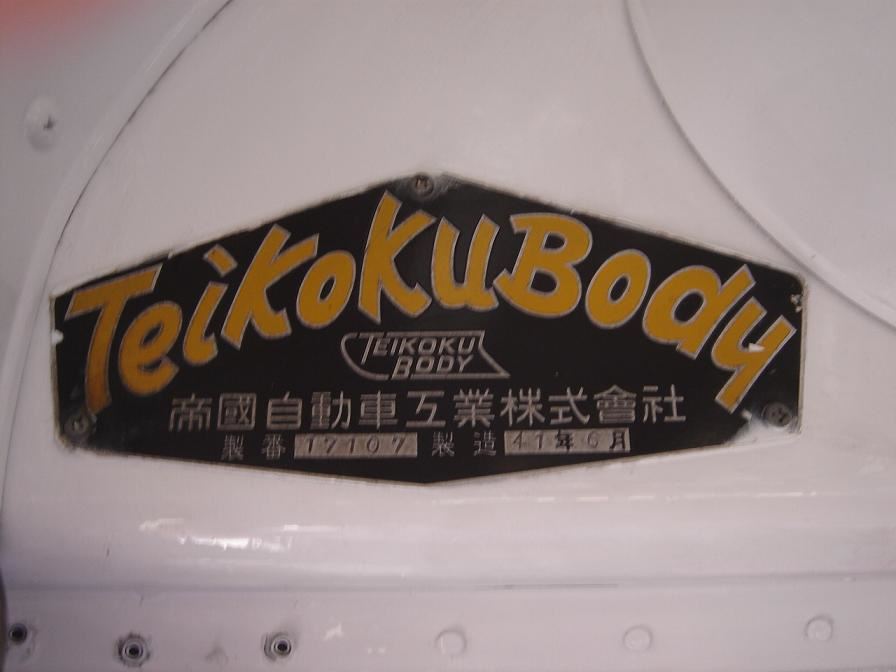 TeikokuBody
TEIKOKU
BODY
帝國自動車工業株式會社
製番 17107 製造 41年6月